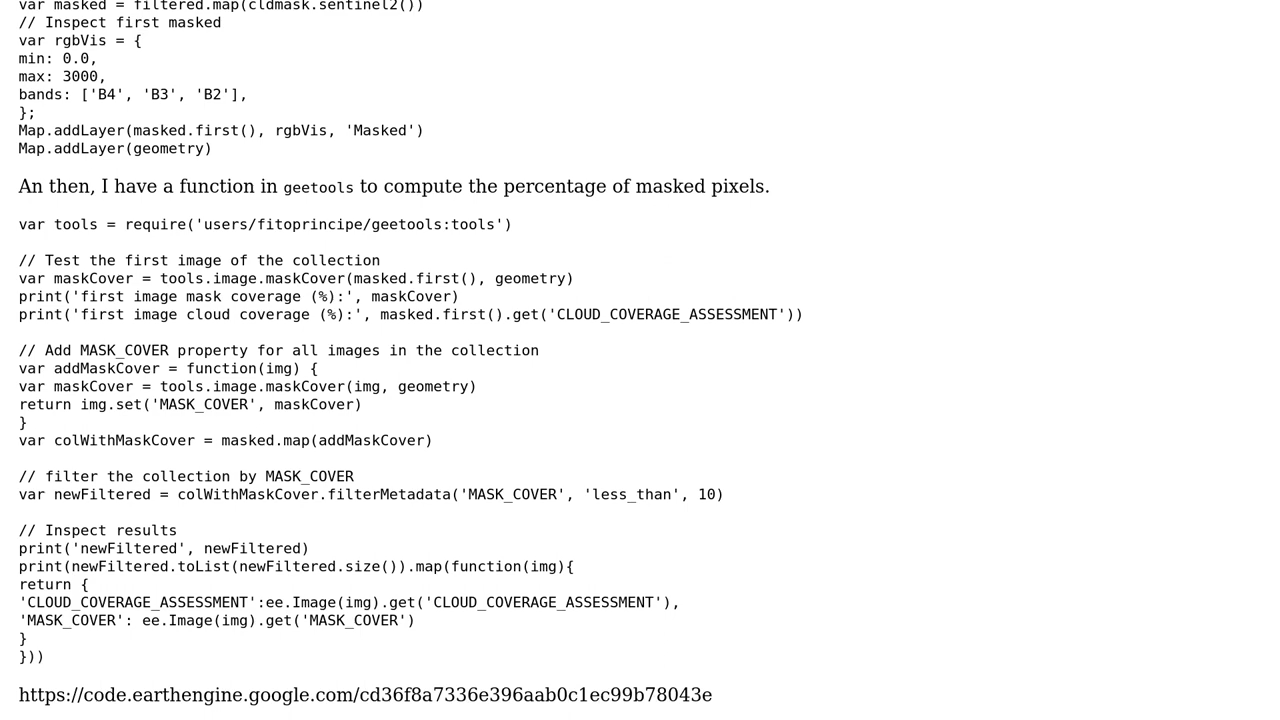 var masked = filtered.map(cldmask.sentinel2())
// Inspect first masked
var rgbVis = {
min: 0.0,
max: 3000,
bands: ['B4', 'B3', 'B2'],
};
Map.addLayer(masked.first(), rgbVis, 'Masked')
Map.addLayer(geometry)
An then, I have a function in geetools to compute the percentage of masked pixels.
var tools = require('users/fitoprincipe/geetools:tools')
// Test the first image of the collection
var maskCover = tools.image.maskCover(masked.first(), geometry)
print('first image mask coverage (%):', maskCover)
print('first image cloud coverage (%):', masked.first().get('CLOUD_COVERAGE_ASSESSMENT'))
// Add MASK_COVER property for all images in the collection
var addMaskCover = function(img) {
var maskCover = tools.image.maskCover(img, geometry)
return img.set('MASK_COVER', maskCover)
}
var colWithMaskCover = masked.map(addMaskCover)
// filter the collection by MASK_COVER
var newFiltered = colWithMaskCover.filterMetadata('MASK_COVER', 'less_than', 10)
// Inspect results
print('newFiltered', newFiltered)
print(newFiltered.toList(newFiltered.size()).map(function(img){
return {
'CLOUD_COVERAGE_ASSESSMENT':ee.Image(img).get('CLOUD_COVERAGE_ASSESSMENT'),
'MASK_COVER': ee.Image(img).get('MASK_COVER')
}
}))
https://code.earthengine.google.com/cd36f8a7336e396aab0c1ec99b78043e